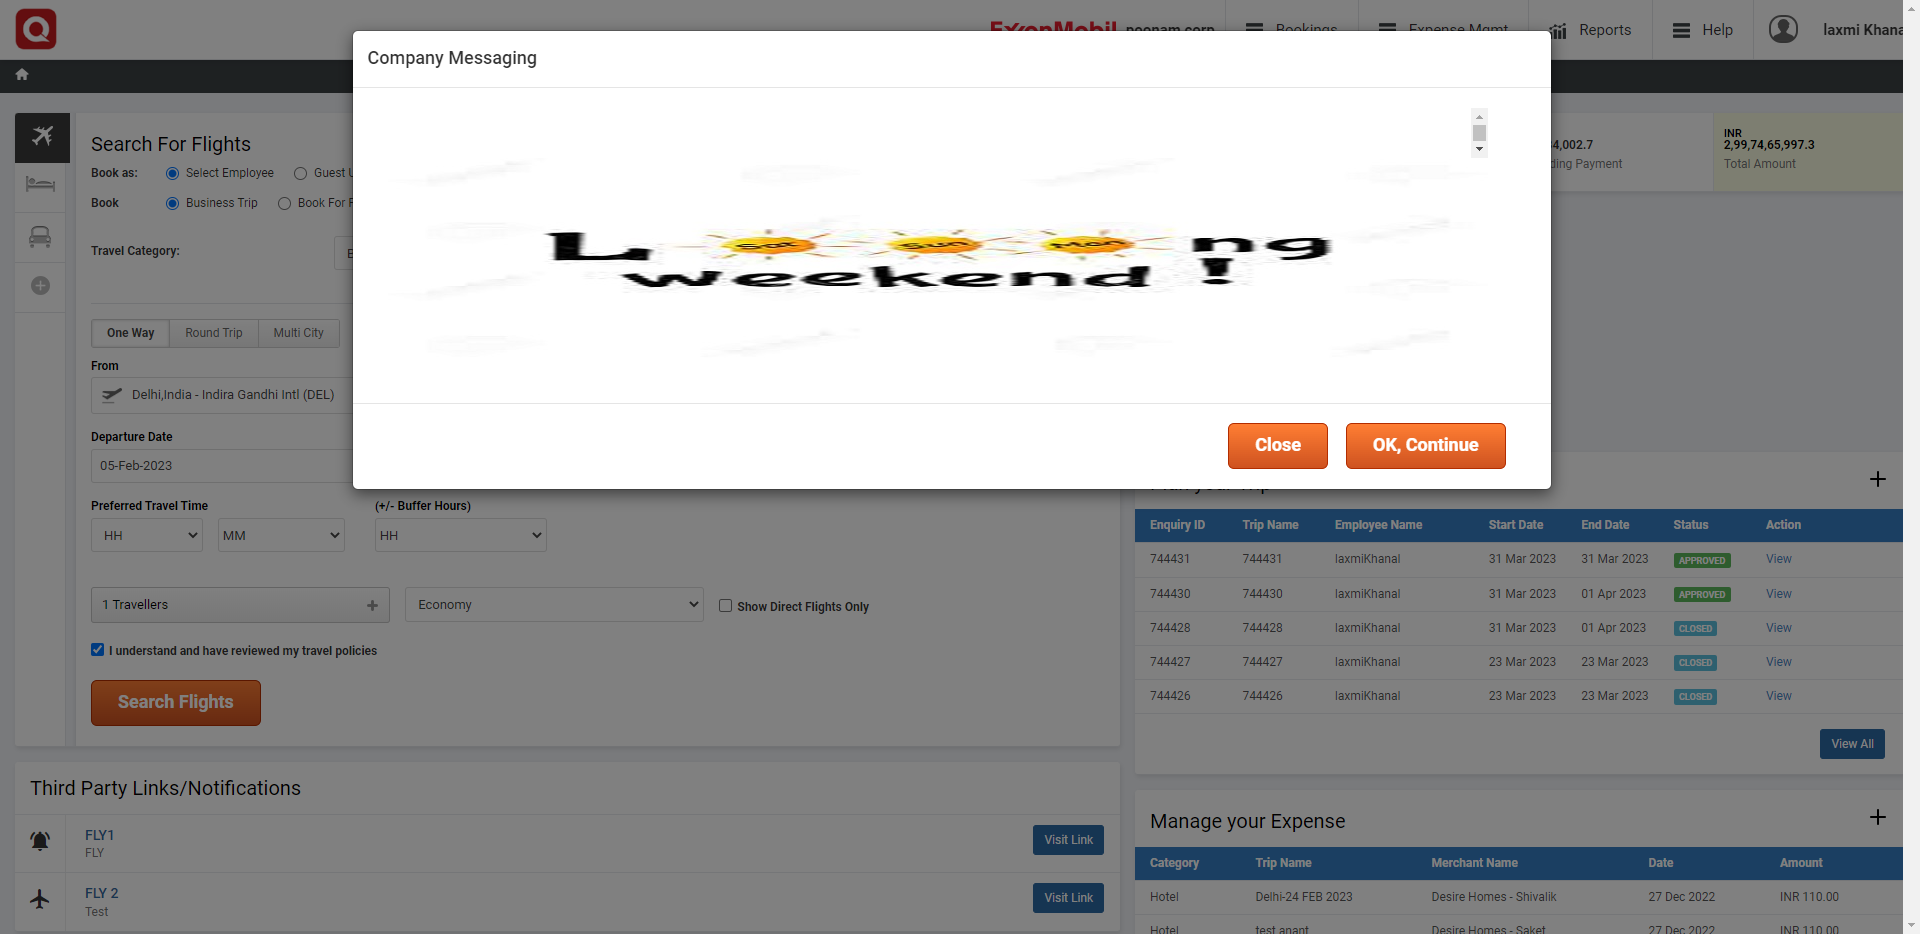 Q
ExxonMobil poonam corp
Bookings
Expense Mgmt
Reports
Help
laxmi Khana
Company Messaging
L Sat Sun Mon ng
weekend !
Close
OK, Continue
Search For Flights
Book as:
Select Employee
Guest U
Book
Business Trip
Book For P
Travel Category:
One Way
Round Trip
Multi City
From
Delhi,India - Indira Gandhi Intl (DEL)
Departure Date
05-Feb-2023
Preferred Travel Time
(+/- Buffer Hours)
HH
MM
HH
1 Travellers
Economy
Show Direct Flights Only
I understand and have reviewed my travel policies
Search Flights
4,002.7
ding Payment
INR
2,99,74,65,997.3
Total Amount
Plan your Trip
Enquiry ID Trip Name Employee Name Start Date End Date Status Action
744431 744431 laxmiKhanal 31 Mar 2023 31 Mar 2023 APPROVED View
744430 744430 laxmiKhanal 31 Mar 2023 01 Apr 2023 APPROVED View
744428 744428 laxmiKhanal 31 Mar 2023 01 Apr 2023 CLOSED View
744427 744427 laxmiKhanal 23 Mar 2023 23 Mar 2023 CLOSED View
744426 744426 laxmiKhanal 23 Mar 2023 23 Mar 2023 CLOSED View
View All
Third Party Links/Notifications
FLY1
FLY
Visit Link
FLY 2
Test
Visit Link
Manage your Expense
Category Trip Name Merchant Name Date Amount
Hotel Delhi-24 FEB 2023 Desire Homes - Shivalik 27 Dec 2022 INR 110.00
Hotel test anant Desire Homes - Saket 27 Dec 2022 INR 110.00